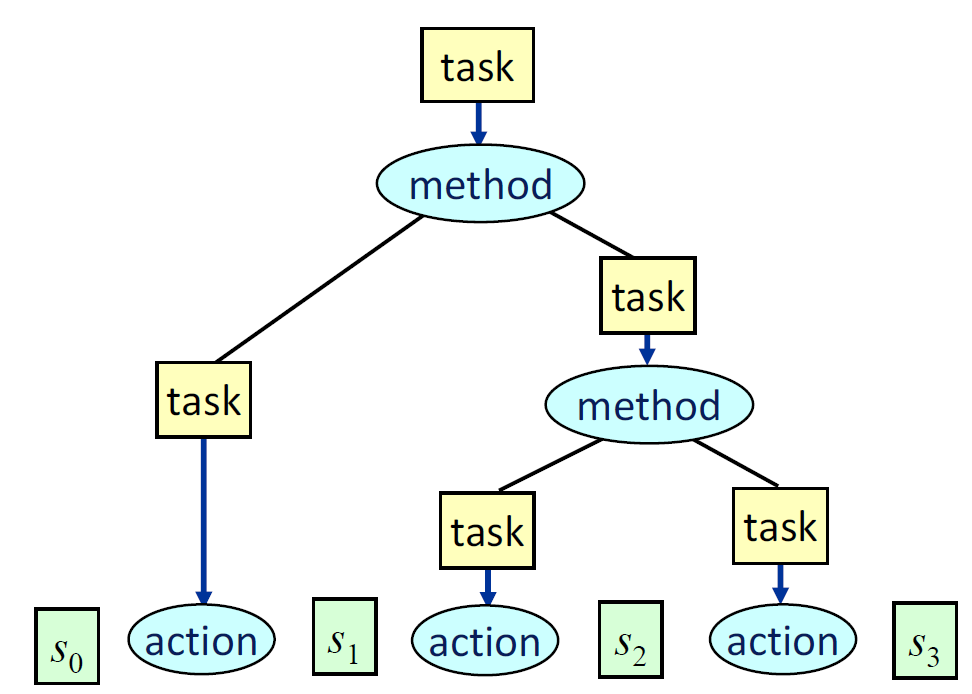 task
method
task
task
method
task
task
s0 action s1 action s2 action s3